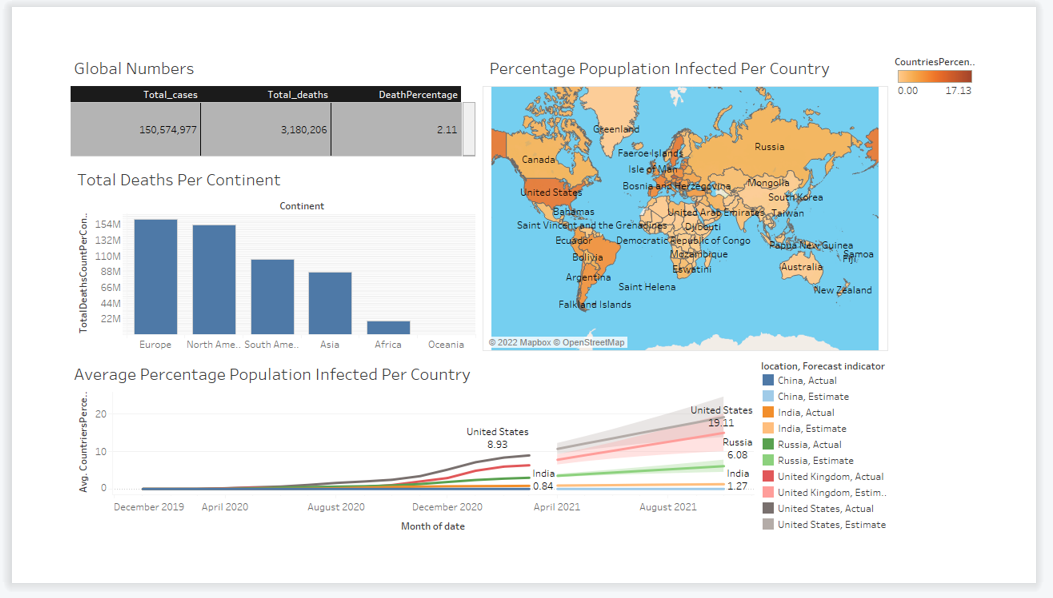 Global Numbers
Total_cases Total_deaths DeathPercentage
150,574,977 3,180,206 2.11
Total Deaths Per Continent
Continent
TotalDeathsCountPerCon..
154M
132M
110M
88M
66M
44M
22M
Europe North Ame.. South Ame.. Asia Africa Oceania
Percentage Popuplation Infected Per Country
Greenland
Russia
Canada
Faeroe Islands
Isle of Man
Bosnia and Herzegovina
Mongolia
United States
South Korea
Bahamas
United Arab Emirates
Taiwan
Saint Vincent and the Grenadines
Djibouti
Ecuador
Democratic Republic of Congo
Papua New Guinea
Bolivia
Mozambique
Samoa
Fiji
Argentina
Eswatini
Australia
Saint Helena
New Zealand
Falkland Islands
© 2022 Mapbox © OpenStreetMap
CountriesPercen..
0.00 17.13
Average Percentage Population Infected Per Country
Avg. CountriersPerce..
20
10
0
United States
8.93
India
0.84
United States
19.11
Russia
6.08
India
1.27
December 2019 April 2020 August 2020 December 2020 April 2021 August 2021
Month of date
location, Forecast indicator
China, Actual
China, Estimate
India, Actual
India, Estimate
Russia, Actual
Russia, Estimate
United Kingdom, Actual
United Kingdom, Estim..
United States, Actual
United States, Estimate